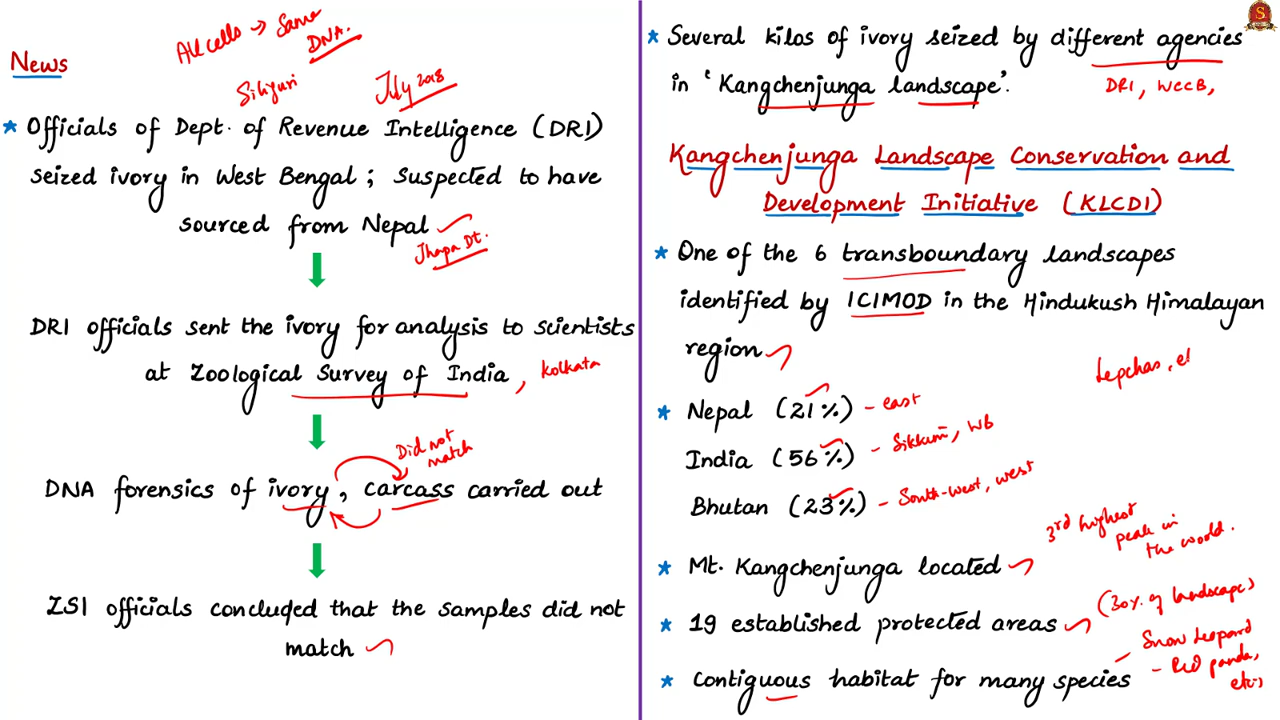 All cells → Same
DNA.
News
Siliguri
July 2018
* Officials of Dept. of Revenue Intelligence (DRI)
seized ivory in West Bengal; suspected to have
sourced from Nepal
Jhapa Dt.
DRI officials sent the ivory for analysis to scientists
at Zoological Survey of India, Kolkata
Did not
match
DNA forensics of ivory, carcass carried out
ZSI officials concluded that the samples did not
match
S
* Several kilos of ivory seized by different agencies
in 'Kangchenjunga landscape'.
DRI, WCCB,
Kangchenjunga Landscape Conservation and
Development Initiative (KLCDI)
* One of the 6 transboundary landscapes
identified by ICIMOD in the Hindukush Himalayan
region
Lepchas, el
* Nepal (21%) - east
India (56%) - Sikkim, WB
Bhutan (23%) - South-west, west
* Mt. Kangchenjunga located
3rd highest
peak in
the world.
* 19 established protected areas
(30% of landscape)
* Contiguous habitat for many species
- Snow Leopard
- Red panda,
etc.